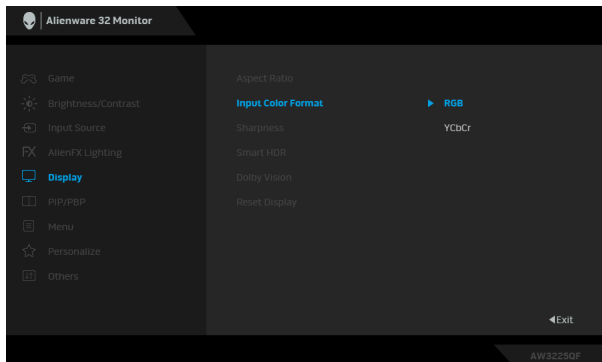 Alienware 32 Monitor
Game
Aspect Ratio
Brightness/Contrast
Input Color Format
RGB
Input Source
Sharpness
YCbCr
AlienFX Lighting
Smart HDR
Display
Dolby Vision
PIP/PBP
Reset Display
Menu
Personalize
Others
Exit
AW3225QF